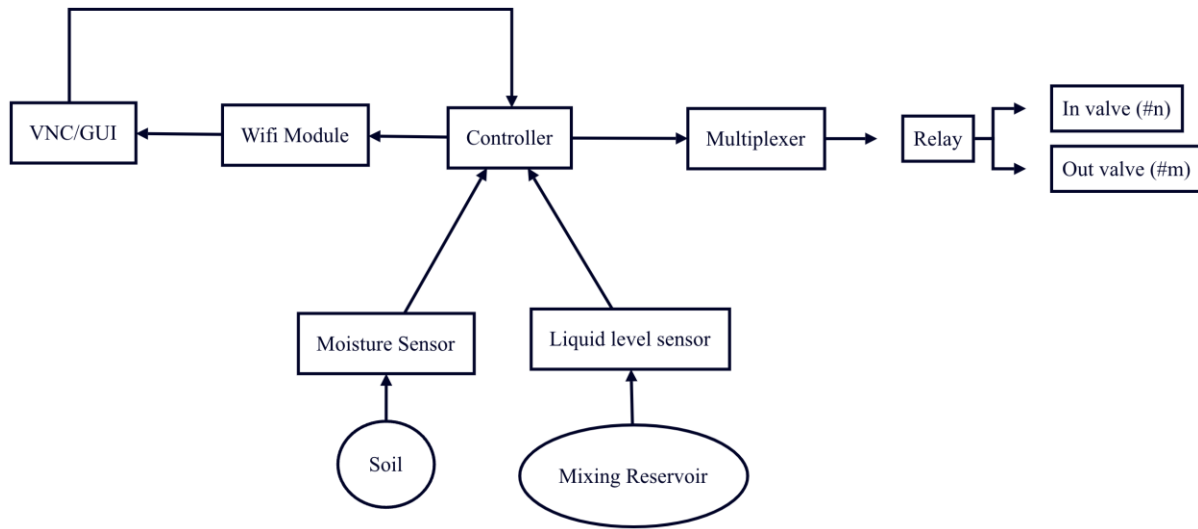 VNC/GUI
Wifi Module
Controller
Multiplexer
Relay
In valve (#n)
Out valve (#m)
Moisture Sensor
Liquid level sensor
Soil
Mixing Reservoir